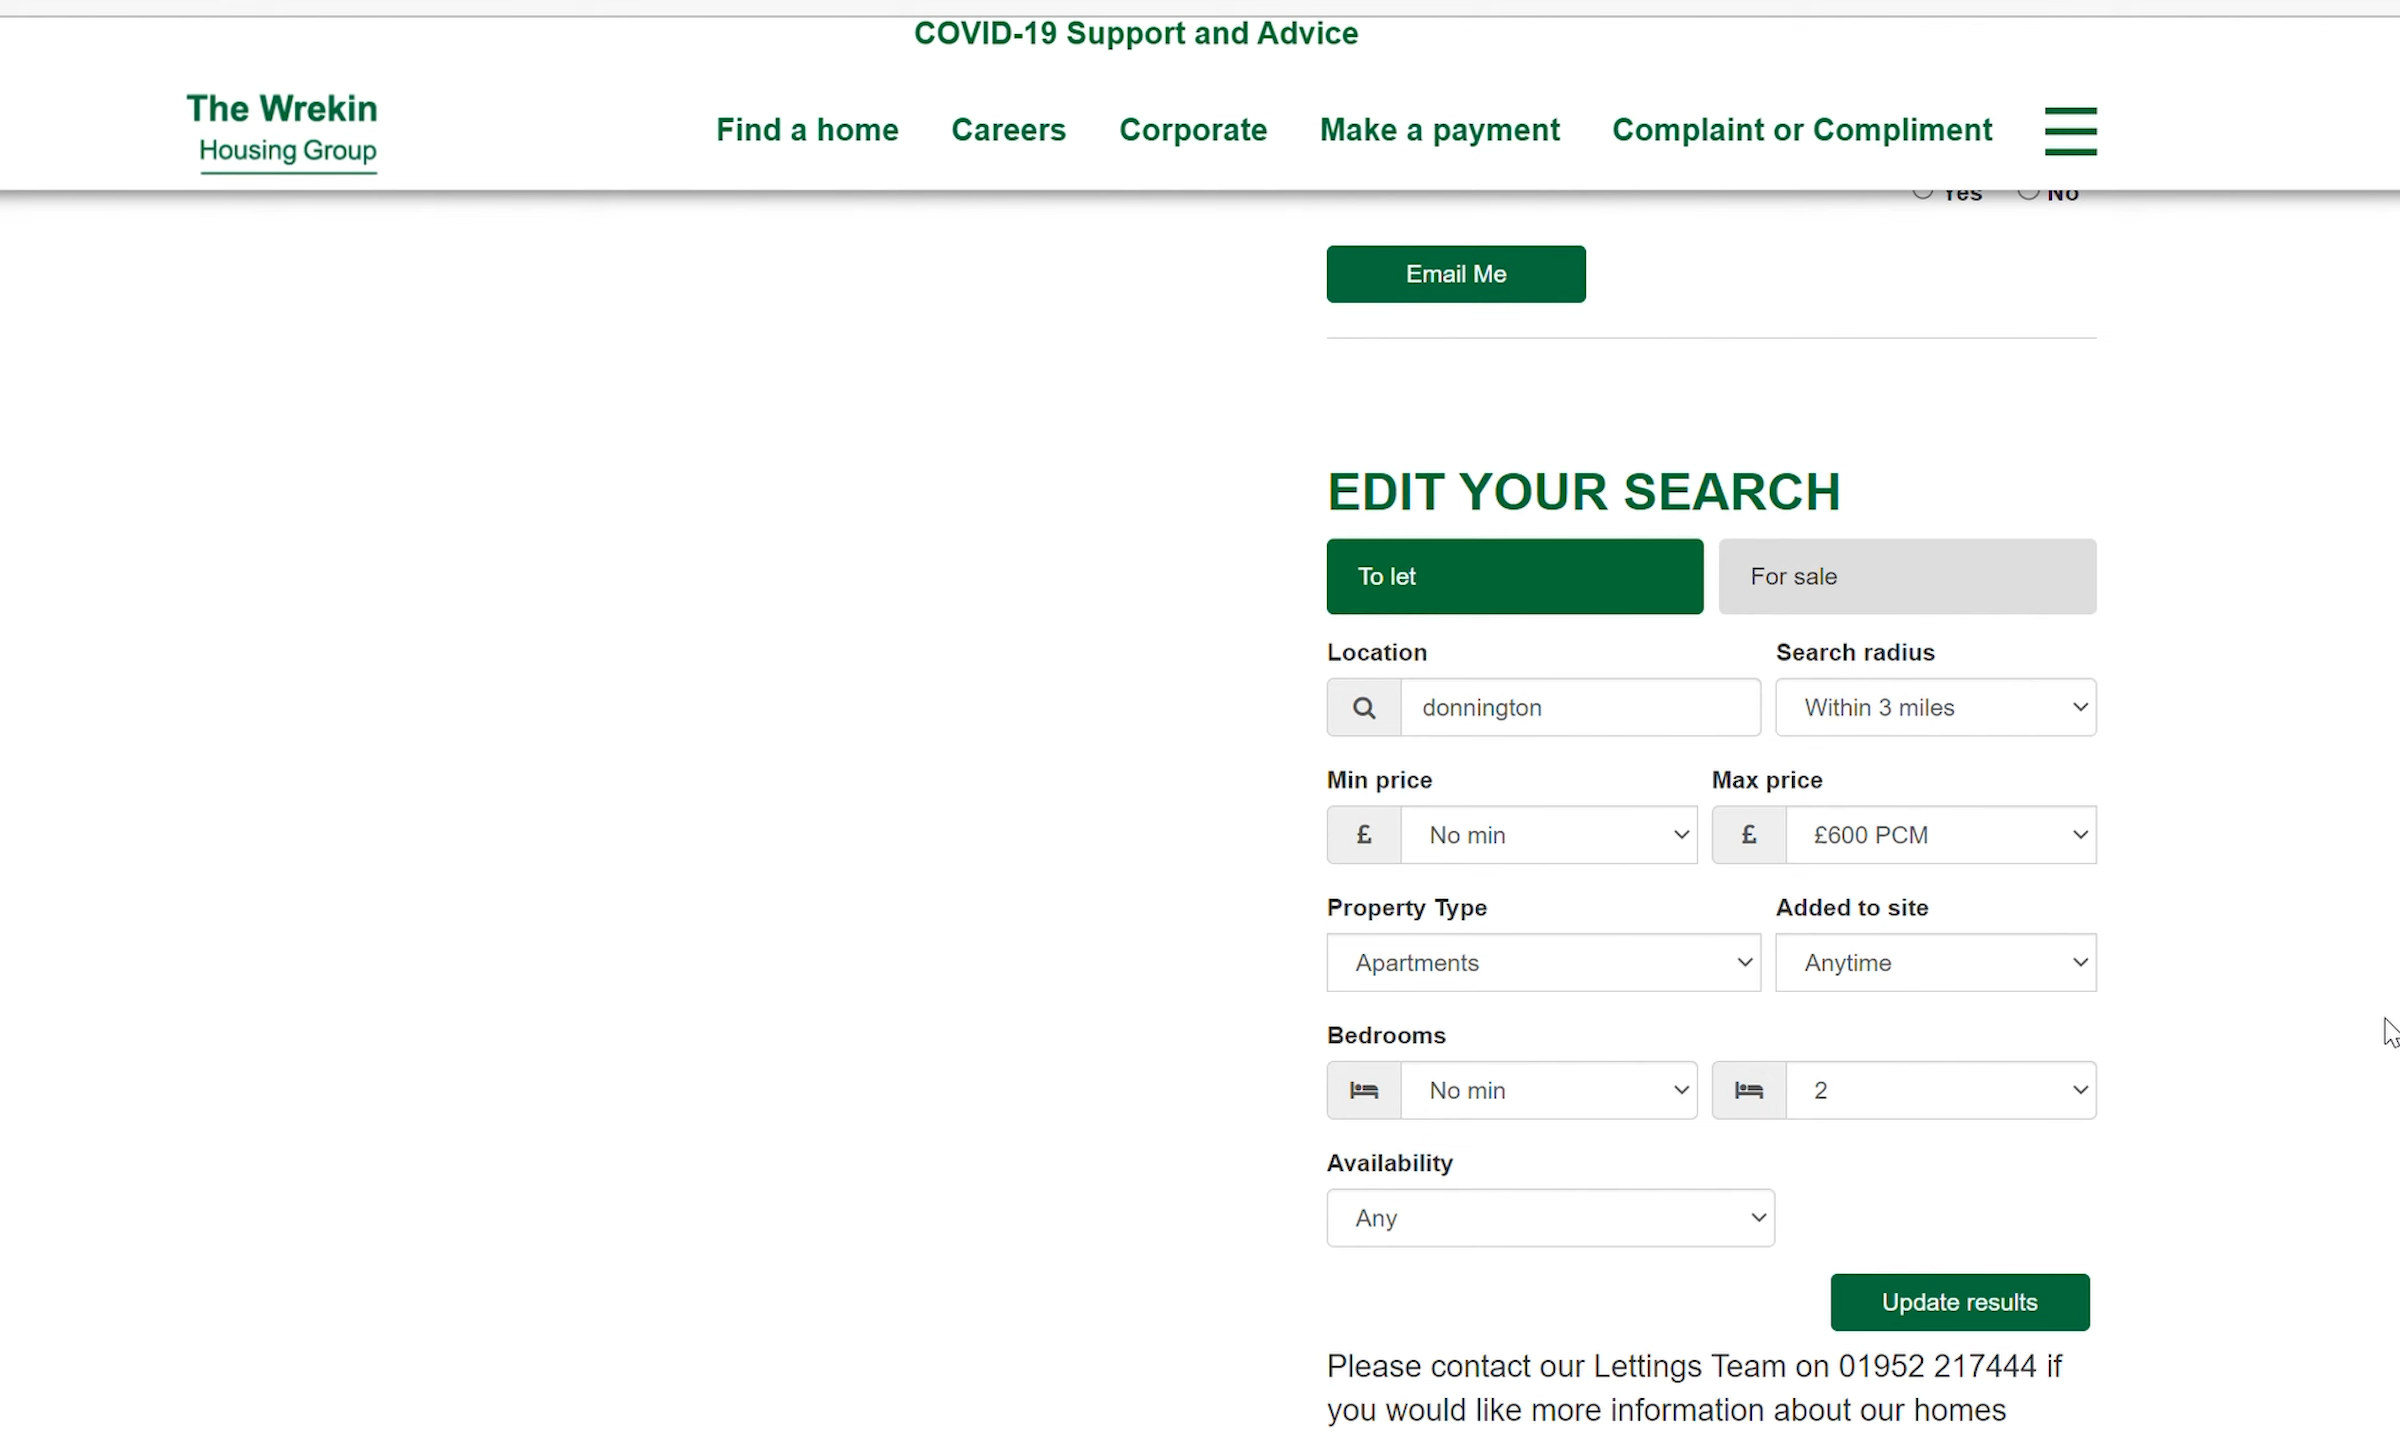 COVID-19 Support and Advice
The Wrekin
Housing Group
Find a home Careers Corporate Make a payment Complaint or Compliment
Yes No
Email Me
EDIT YOUR SEARCH
To let For sale
Location Search radius
donnington Within 3 miles
Min price Max price
£ No min £ £600 PCM
Property Type Added to site
Apartments Anytime
Bedrooms
No min 2
Availability
Any
Update results
Please contact our Lettings Team on 01952 217444 if
you would like more information about our homes